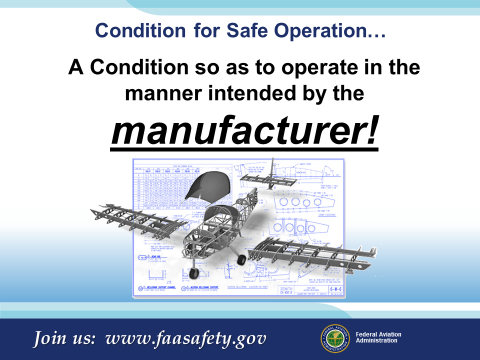 Condition for Safe Operation…
A Condition so as to operate in the
manner intended by the
manufacturer!
Join us: www.faasafety.gov
Federal Aviation
Administration